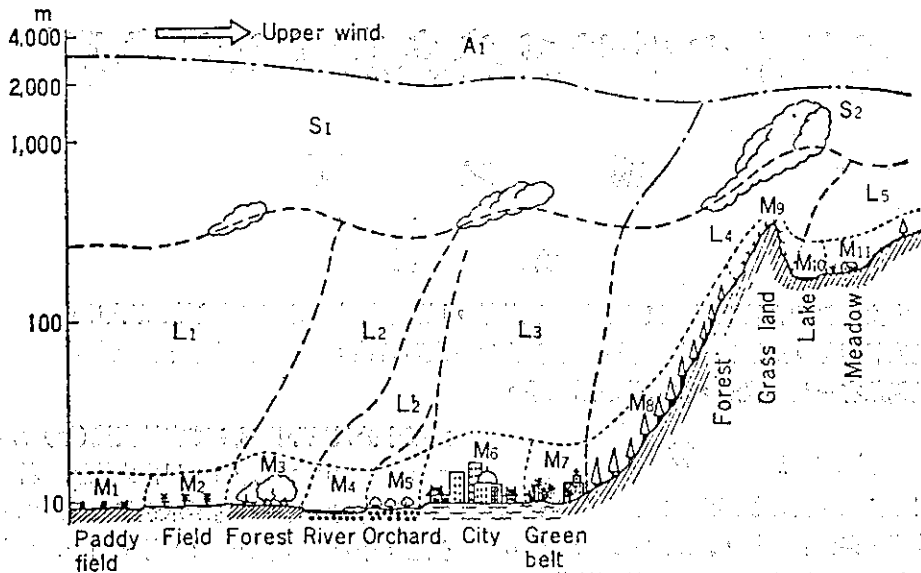 m
4,000
Upper wind
A1
2,000
S1
S2
1,000
L5
M9
L4
M10
M11
100
L1
L2
L3
Forest
Grass land
Lake
Meadow
L'2
M8
M1
M2
M3
M4
M5
M6
M7
10
Paddy field
Field
Forest
River
Orchard
City
Green belt